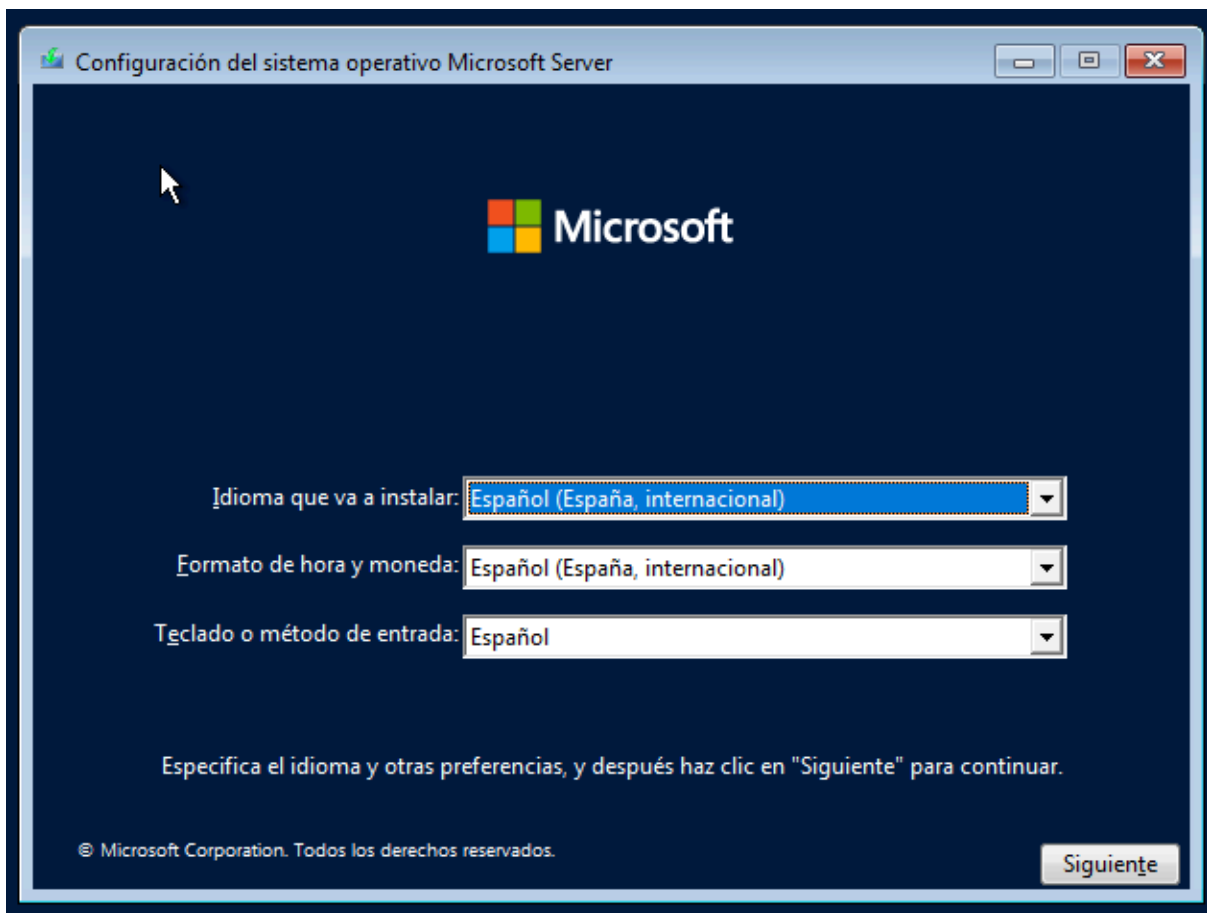 Configuración del sistema operativo Microsoft Server
Microsoft
Idioma que va a instalar: Español (España, internacional)
Formato de hora y moneda: Español (España, internacional)
Teclado o método de entrada: Español
Especifica el idioma y otras preferencias, y después haz clic en "Siguiente" para continuar.
© Microsoft Corporation. Todos los derechos reservados.
Siguiente